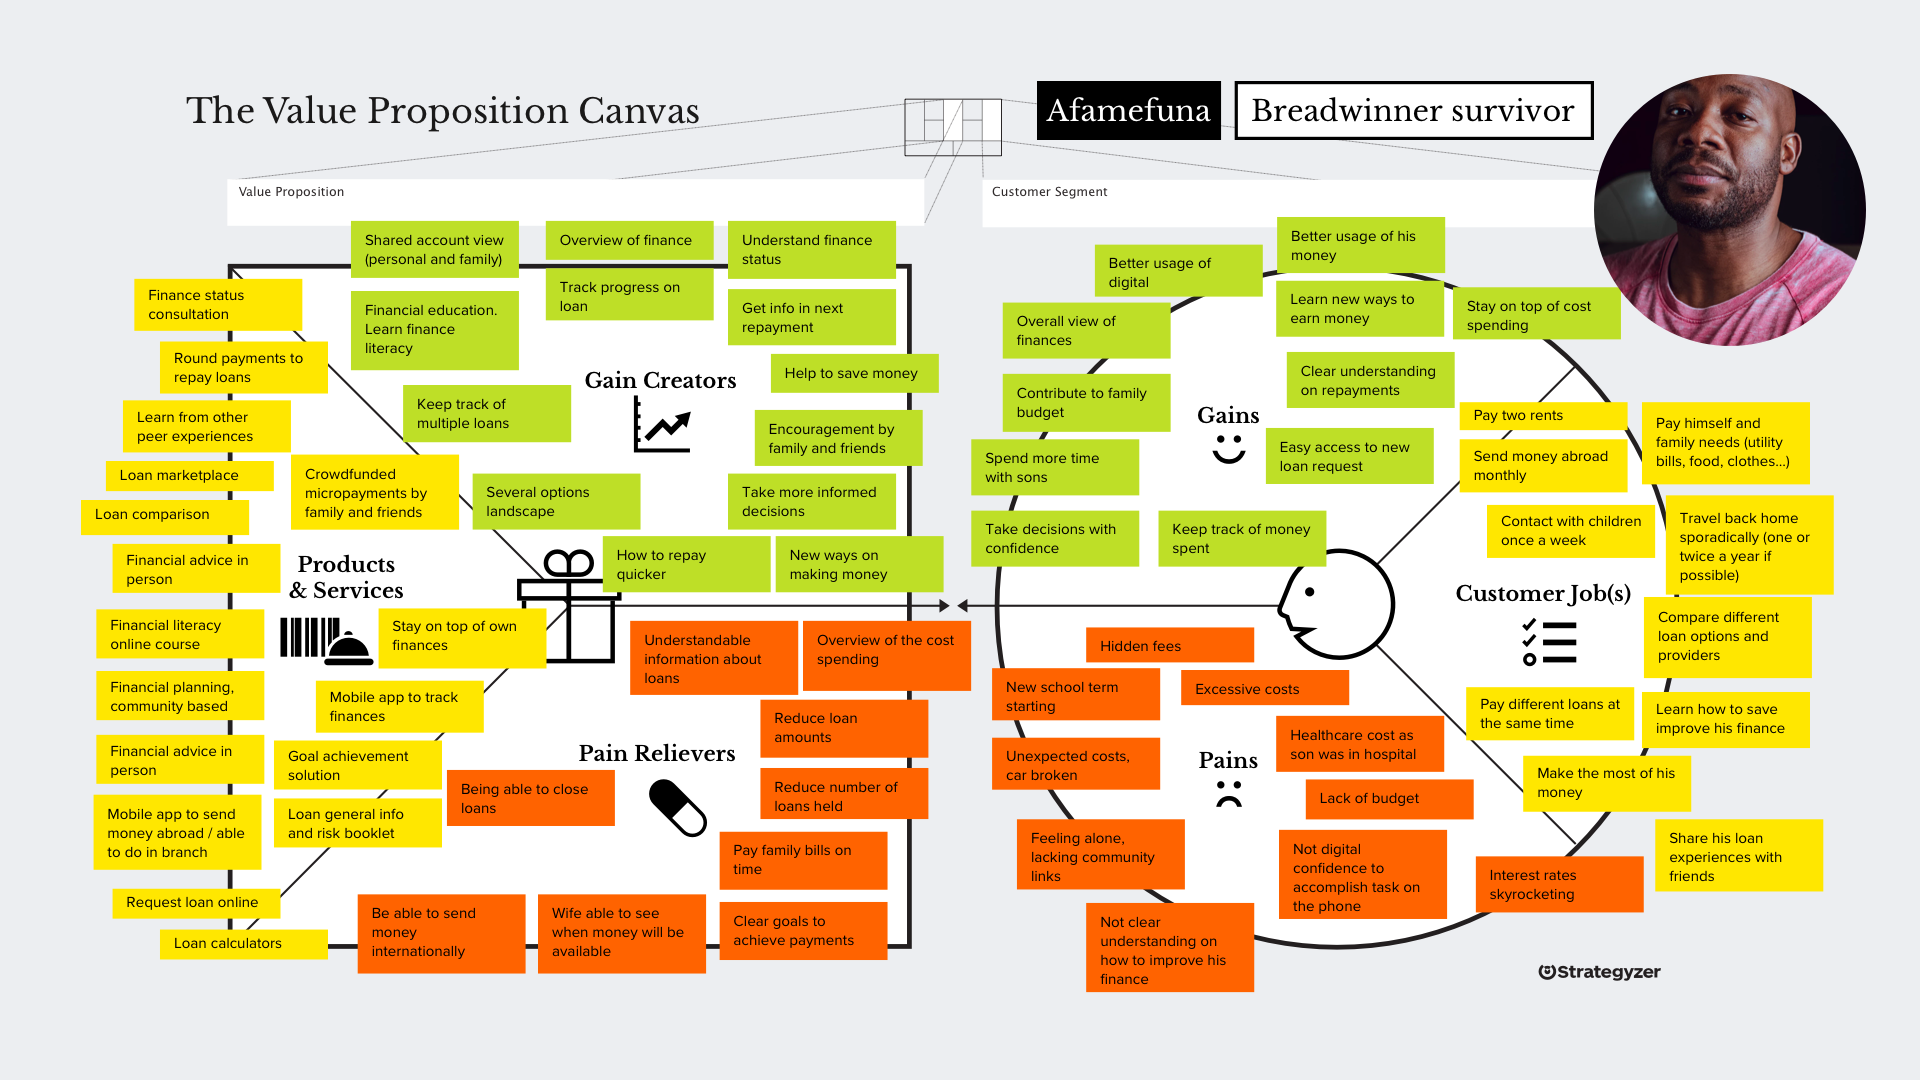 The Value Proposition Canvas
Afamefuna
Breadwinner survivor
Value Proposition
Customer Segment
Shared account view
(personal and family)
Overview of finance
Understand finance
status
Finance status
consultation
Financial education.
Learn finance
literacy
Track progress on
loan
Get info in next
repayment
Round payments to
repay loans
Help to save money
Gain Creators
Keep track of
multiple loans
Learn from other
peer experiences
Encouragement by
family and friends
Loan marketplace
Crowdfunded
micropayments by
family and friends
Several options
landscape
Take more informed
decisions
Loan comparison
Financial advice in
person
Products
& Services
How to repay
quicker
New ways on
making money
Financial literacy
online course
Stay on top of own
finances
Understandable
information about
loans
Overview of the cost
spending
Financial planning,
community based
Mobile app to track
finances
Reduce loan
amounts
Pain Relievers
Financial advice in
person
Goal achievement
solution
Being able to close
loans
Reduce number of
loans held
Mobile app to send
money abroad / able
to do in branch
Loan general info
and risk booklet
Pay family bills on
time
Request loan online
Be able to send
money
internationally
Wife able to see
when money will be
available
Clear goals to
achieve payments
Loan calculators
Better usage of
digital
Better usage of his
money
Learn new ways to
earn money
Stay on top of cost
spending
Overall view of
finances
Clear understanding
on repayments
Contribute to family
budget
Gains
Pay two rents
Pay himself and
family needs (utility
bills, food, clothes...)
Spend more time
with sons
Easy access to new
loan request
Send money abroad
monthly
Take decisions with
confidence
Keep track of money
spent
Contact with children
once a week
Travel back home
sporadically (one or
twice a year if
possible)
Customer Job(s)
Compare different
loan options and
providers
Hidden fees
New school term
starting
Excessive costs
Pay different loans at
the same time
Learn how to save
improve his finance
Unexpected costs,
car broken
Pains
Healthcare cost as
son was in hospital
Make the most of his
money
Lack of budget
Feeling alone,
lacking community
links
Not digital
confidence to
accomplish task on
the phone
Interest rates
skyrocketing
Share his loan
experiences with
friends
Not clear
understanding on
how to improve his
finance
Strategyzer